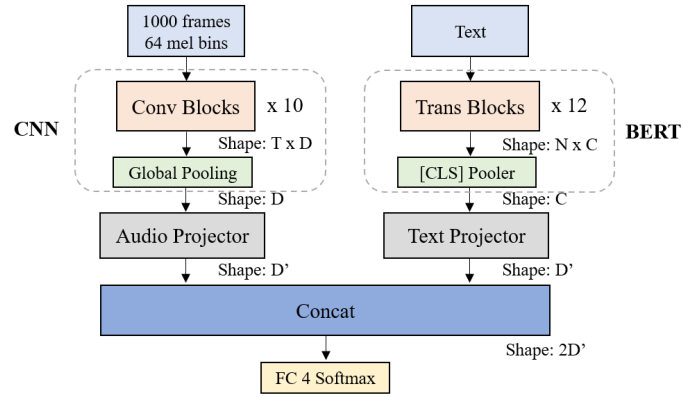 1000 frames
64 mel bins
Text
CNN
Conv Blocks
x 10
Trans Blocks
x 12
BERT
Shape: T x D
Shape: N x C
Global Pooling
[CLS] Pooler
Shape: D
Shape: C
Audio Projector
Text Projector
Shape: D’
Shape: D’
Concat
Shape: 2D’
FC 4 Softmax